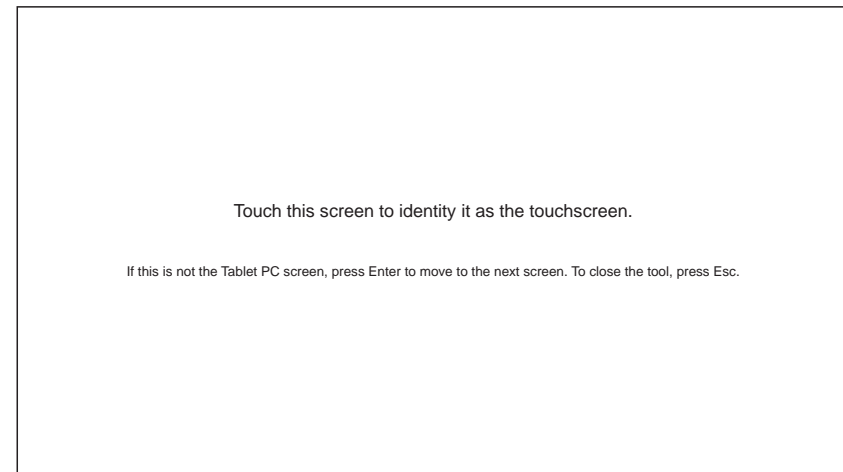 Touch this screen to identity it as the touchscreen.
If this is not the Tablet PC screen, press Enter to move to the next screen. To close the tool, press Esc.